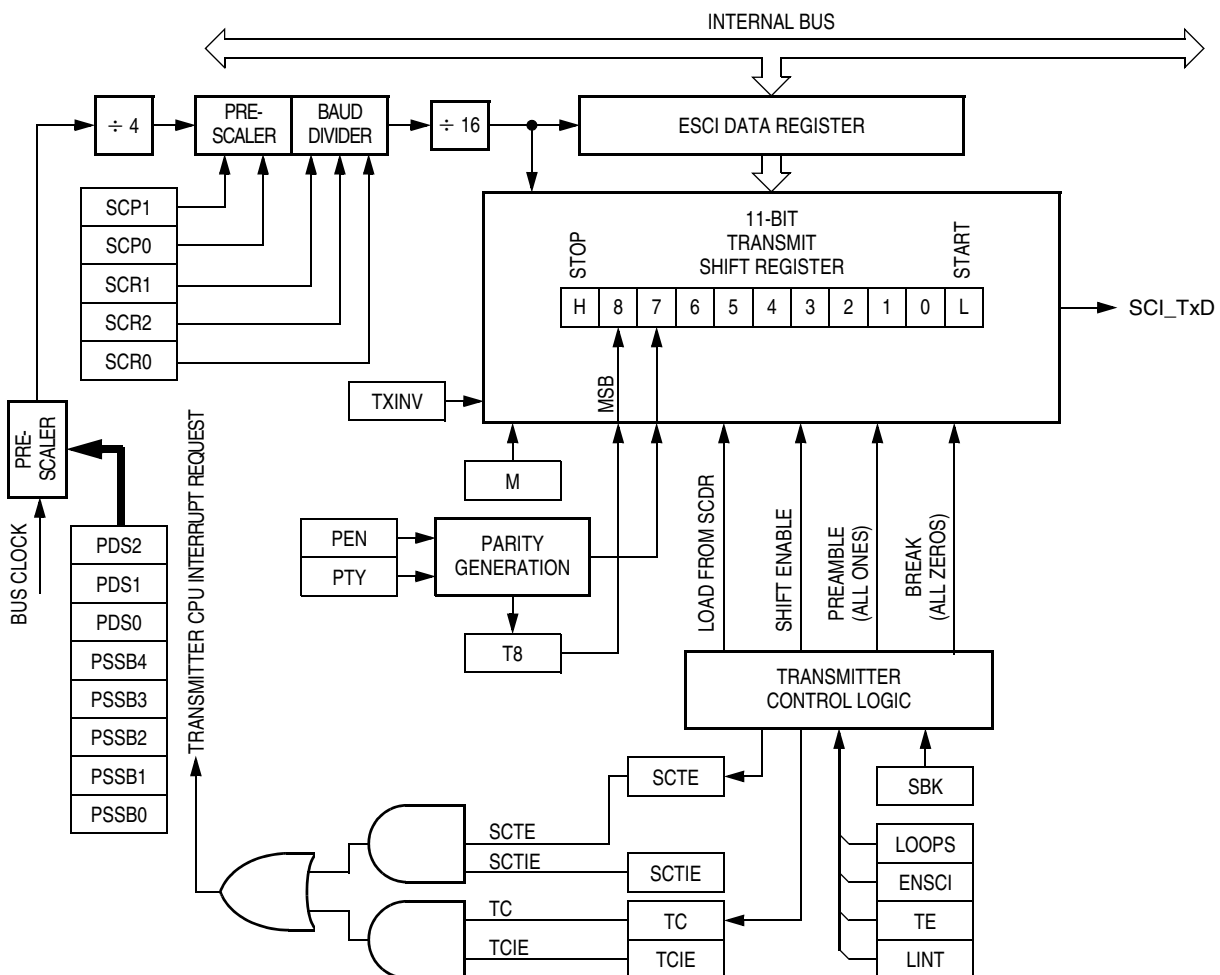 INTERNAL BUS
÷ 4
PRE-
SCALER
BAUD
DIVIDER
÷ 16
ESCI DATA REGISTER
SCP1
SCP0
SCR1
SCR2
SCR0
11-BIT
TRANSMIT
SHIFT REGISTER
STOP
START
H 8 7 6 5 4 3 2 1 0 L
SCI_TxD
TXINV
MSB
M
PRE-
SCALER
BUS CLOCK
PDS2
PDS1
PDS0
PSSB4
PSSB3
PSSB2
PSSB1
PSSB0
TRANSMITTER CPU INTERRUPT REQUEST
PEN
PTY
PARITY
GENERATION
T8
LOAD FROM SCDR
SHIFT ENABLE
PREAMBLE
(ALL ONES)
BREAK
(ALL ZEROS)
TRANSMITTER
CONTROL LOGIC
SCTE
SBK
SCTE
SCTIE
SCTIE
TC
TC
TCIE
TCIE
LOOPS
ENSCI
TE
LINT